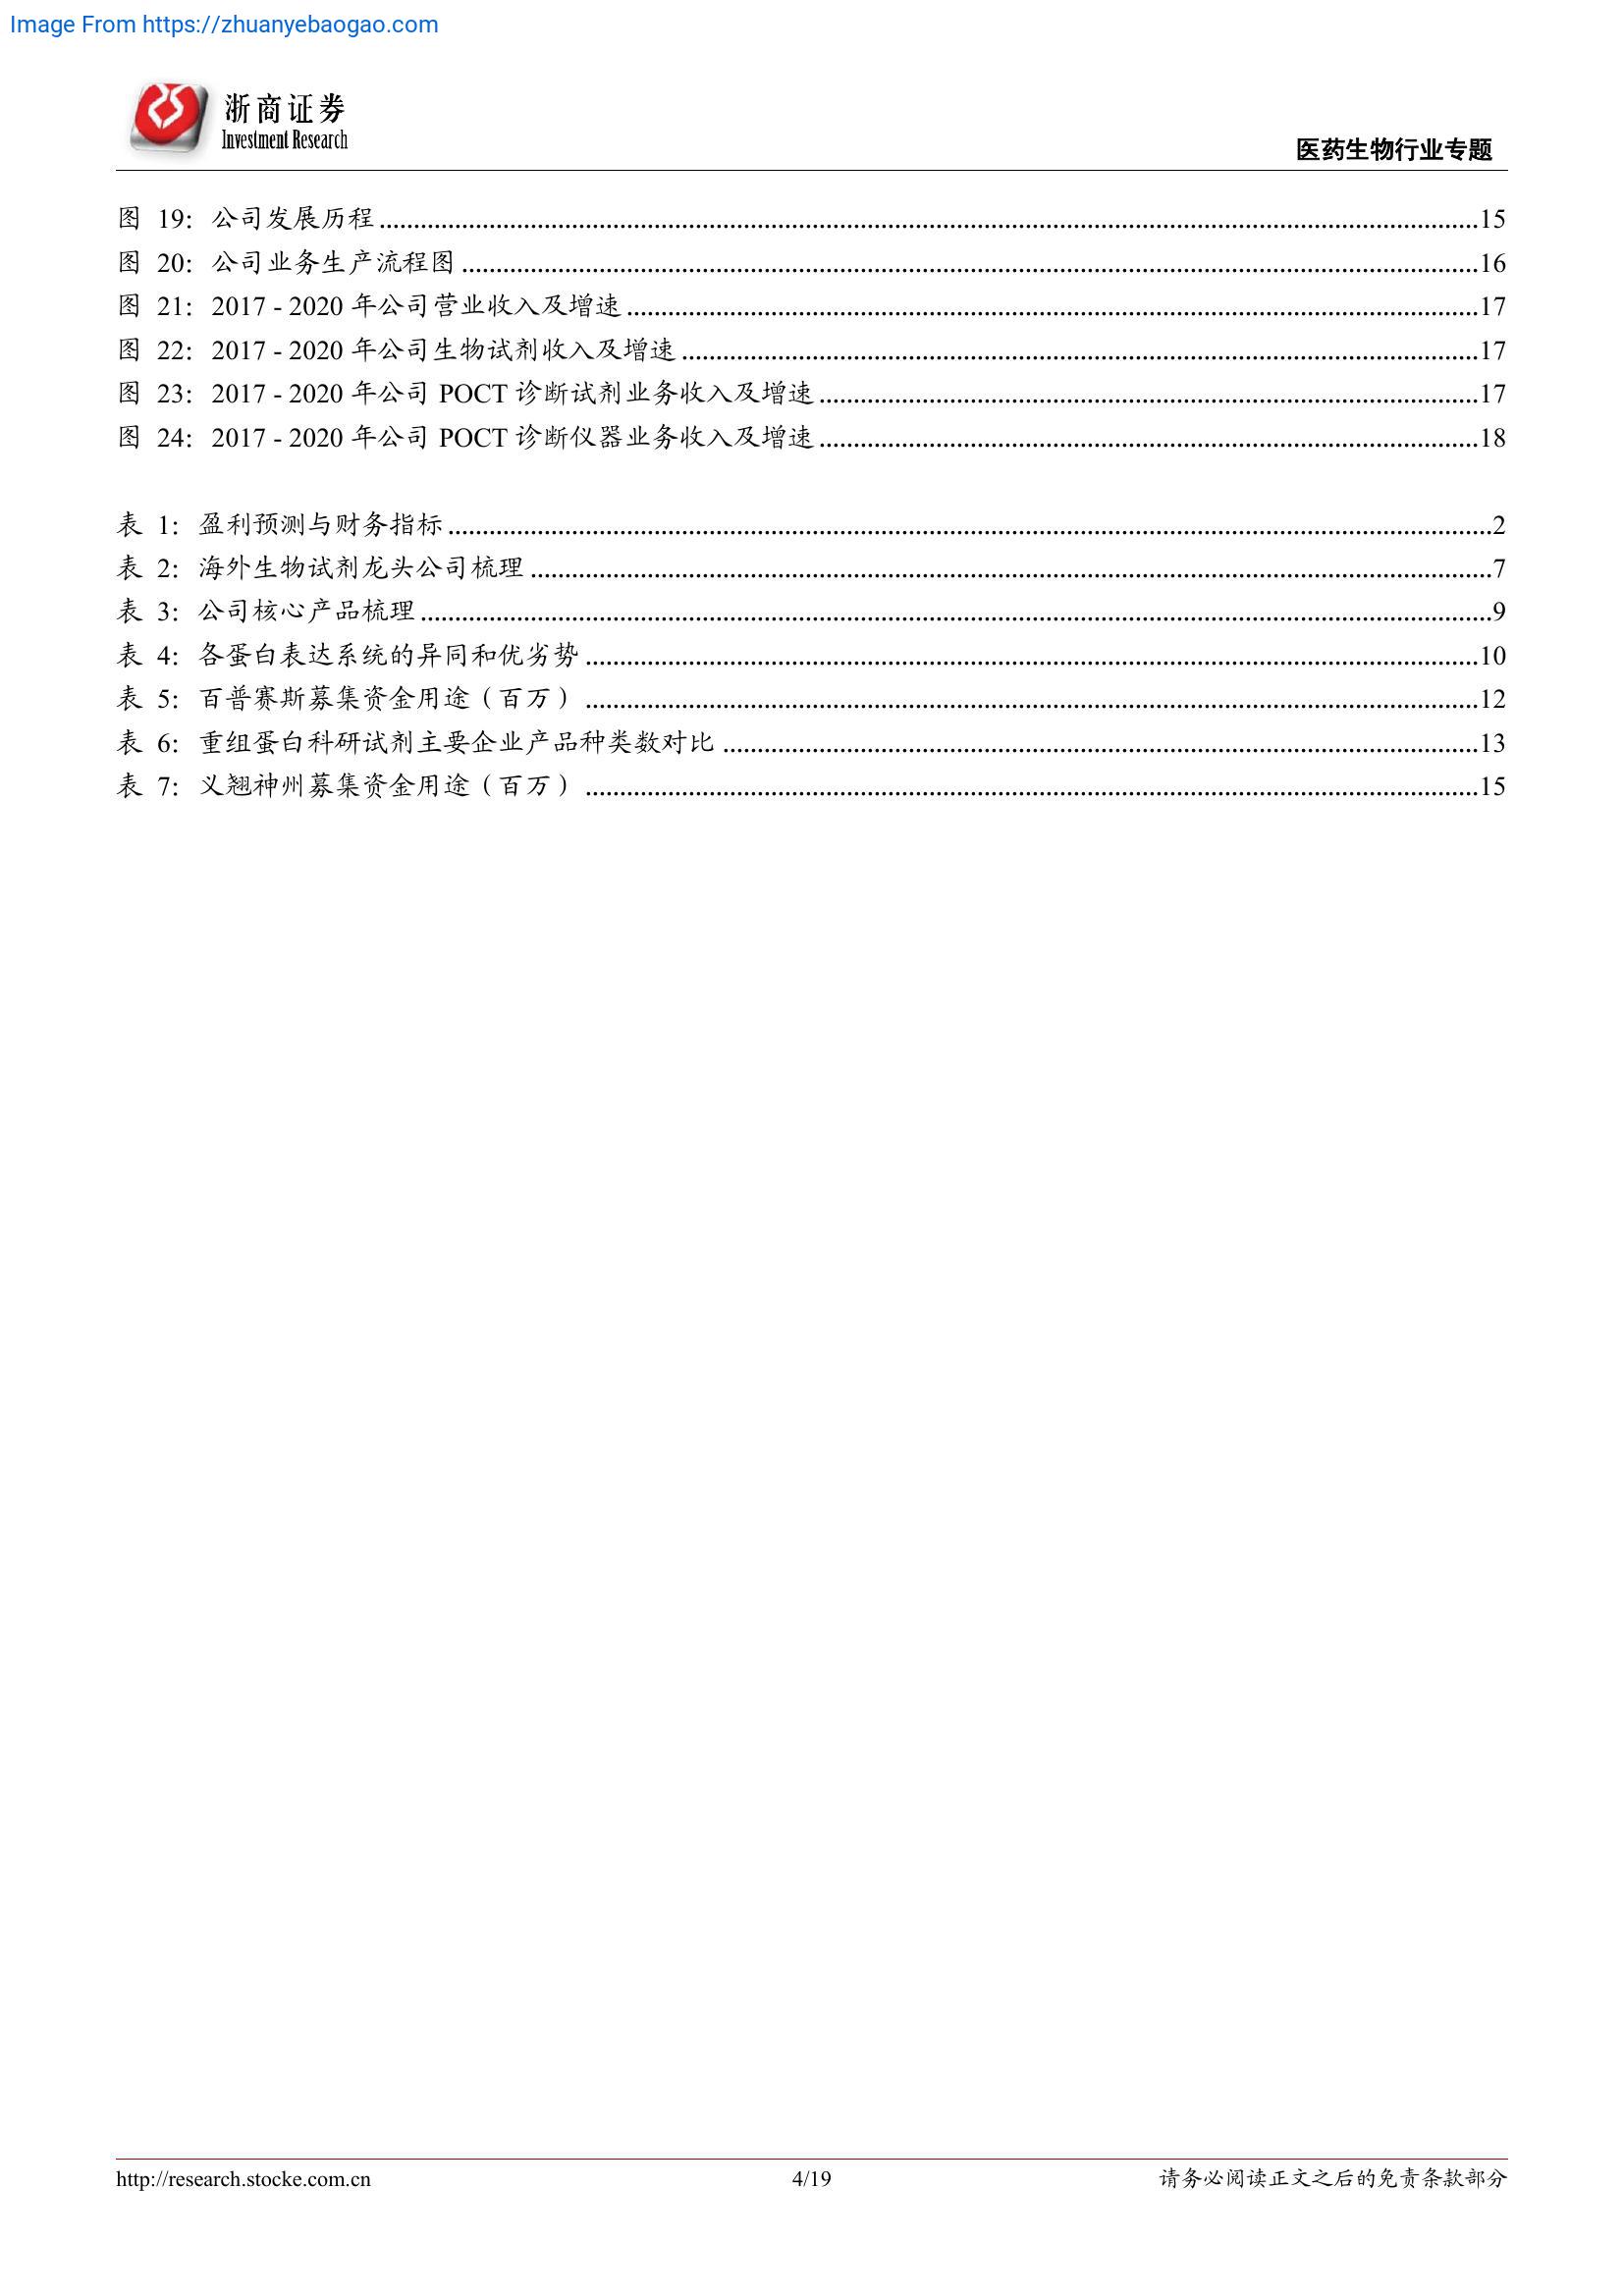 Image From https://zhuanyebaogao.com
浙商证券
Investment Research
医药生物行业专题
图 19：公司发展历程........................................15
图 20：公司业务生产流程图........................................16
图 21：2017 - 2020 年公司营业收入及增速........................................17
图 22：2017 - 2020 年公司生物试剂收入及增速........................................17
图 23：2017 - 2020 年公司 POCT 诊断试剂业务收入及增速........................................17
图 24：2017 - 2020 年公司 POCT 诊断仪器业务收入及增速........................................18
表 1：盈利预测与财务指标........................................2
表 2：海外生物试剂龙头公司梳理........................................7
表 3：公司核心产品梳理........................................9
表 4：各蛋白表达系统的异同和优劣势........................................10
表 5：百普赛斯募集资金用途（百万）........................................12
表 6：重组蛋白科研试剂主要企业产品种类数对比........................................13
表 7：义翘神州募集资金用途（百万）........................................15
http://research.stocke.com.cn
4/19
请务必阅读正文之后的免责条款部分